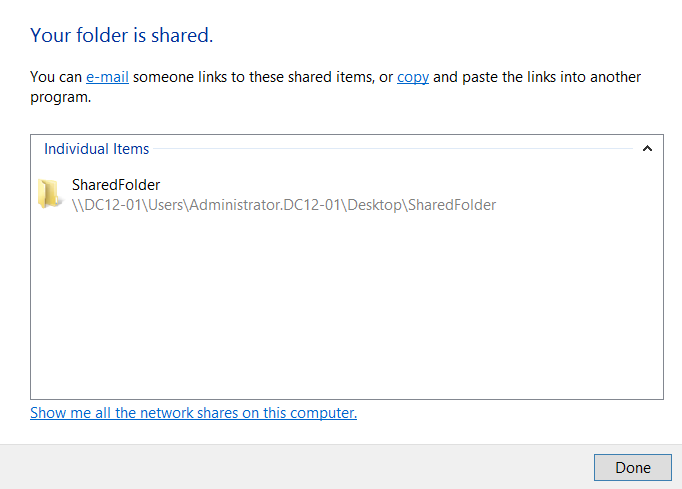 Your folder is shared.
You can e-mail someone links to these shared items, or copy and paste the links into another
program.
Individual Items
SharedFolder
\\DC12-01\Users\Administrator.DC12-01\Desktop\SharedFolder
Show me all the network shares on this computer.
Done